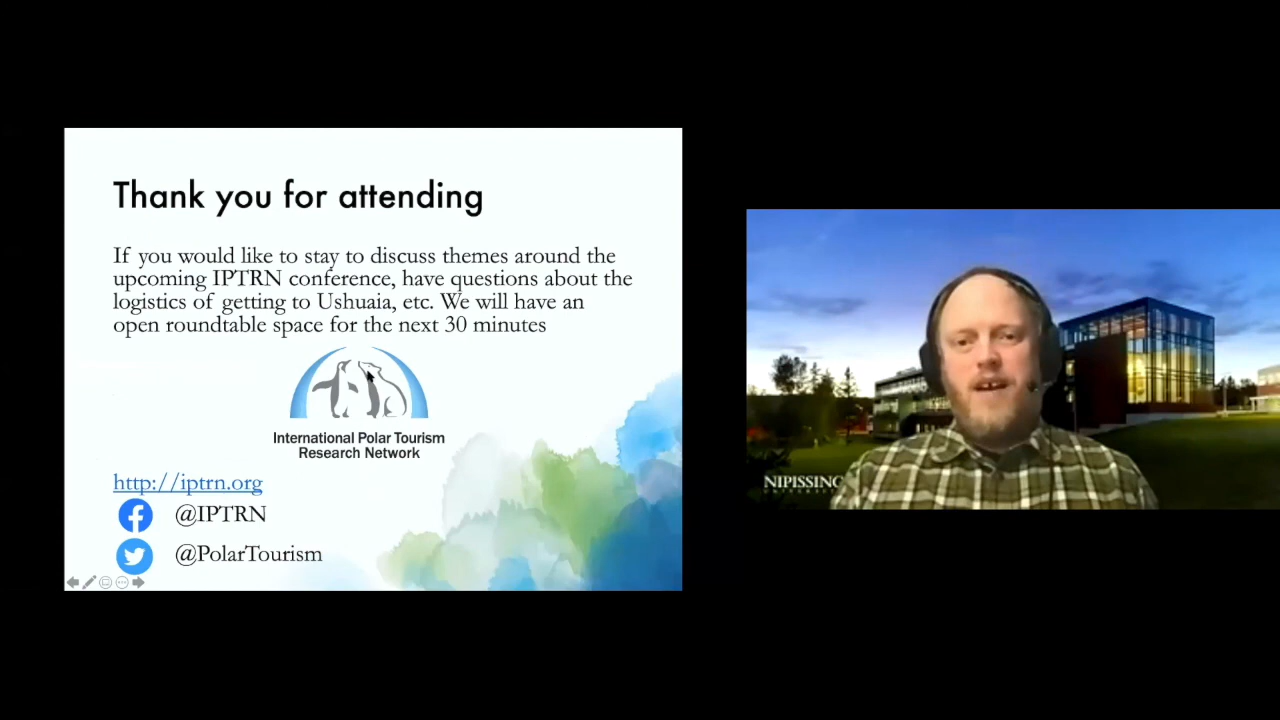 Thank you for attending
If you would like to stay to discuss themes around the
upcoming IPTRN conference, have questions about the
logistics of getting to Ushuaia, etc. We will have an
open roundtable space for the next 30 minutes
International Polar Tourism
Research Network
http://iptrn.org
@IPTRN
@PolarTourism
NIPISSING